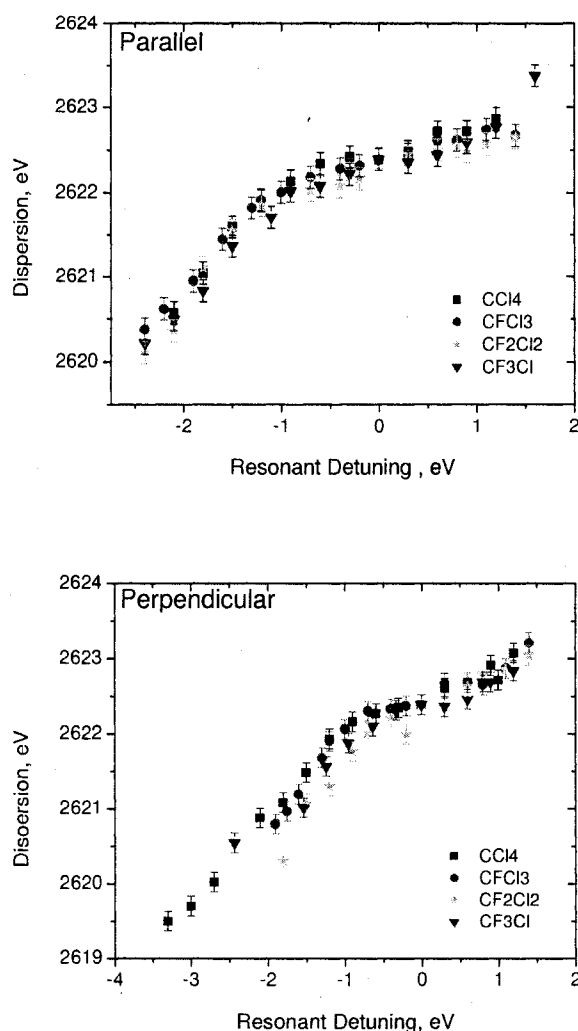 Parallel
2624
2623
2622
2621
2620
Dispersion, eV
-2 -1 0 1 2
Resonant Detuning , eV
CCl4
CFCl3
CF2Cl2
CF3Cl
Perpendicular
2624
2623
2622
2621
2620
2619
Disoersion, eV
-4 -3 -2 -1 0 1 2
Resonant Detuning, eV
CCl4
CFCl3
CF2Cl2
CF3Cl